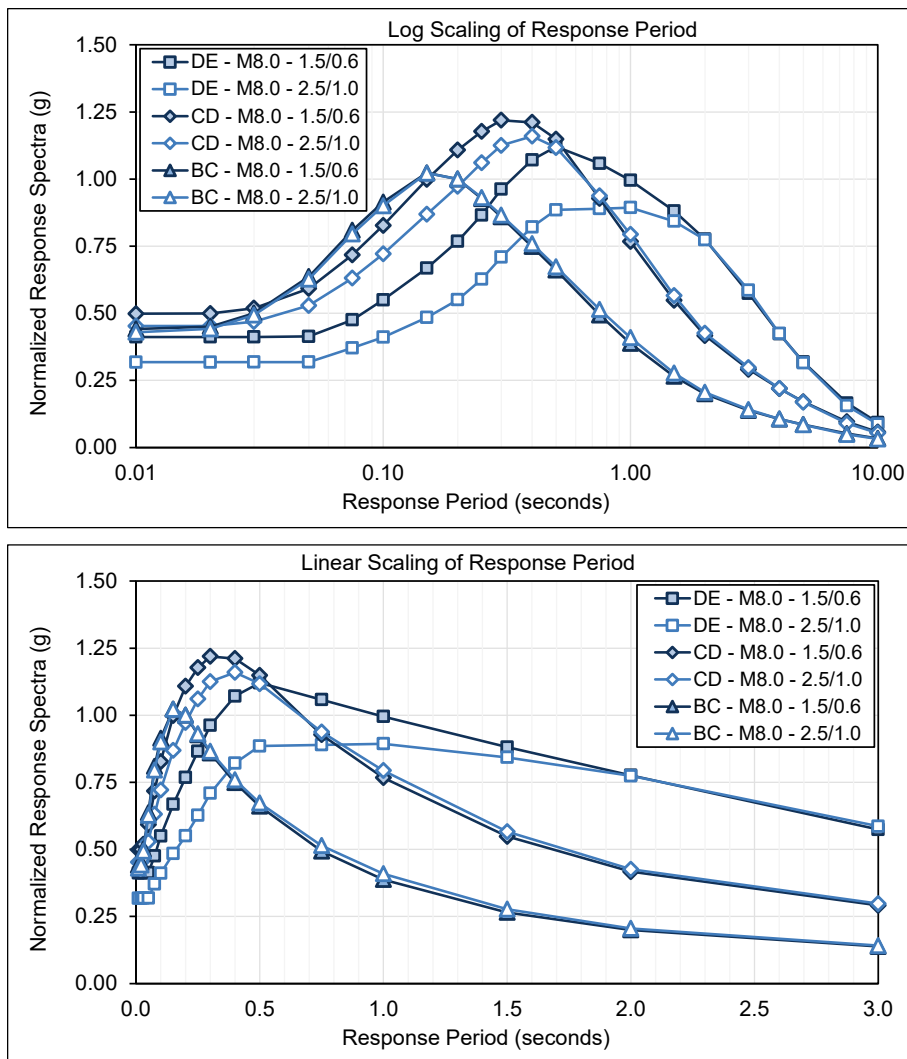 Log Scaling of Response Period
Normalized Response Spectra (g)
1.50
1.25
1.00
0.75
0.50
0.25
0.00
DE - M8.0 - 1.5/0.6
DE - M8.0 - 2.5/1.0
CD - M8.0 - 1.5/0.6
CD - M8.0 - 2.5/1.0
BC - M8.0 - 1.5/0.6
BC - M8.0 - 2.5/1.0
0.01 0.10 1.00 10.00
Response Period (seconds)
Linear Scaling of Response Period
Normalized Response Spectra (g)
1.50
1.25
1.00
0.75
0.50
0.25
0.00
DE - M8.0 - 1.5/0.6
DE - M8.0 - 2.5/1.0
CD - M8.0 - 1.5/0.6
CD - M8.0 - 2.5/1.0
BC - M8.0 - 1.5/0.6
BC - M8.0 - 2.5/1.0
0.0 0.5 1.0 1.5 2.0 2.5 3.0
Response Period (seconds)